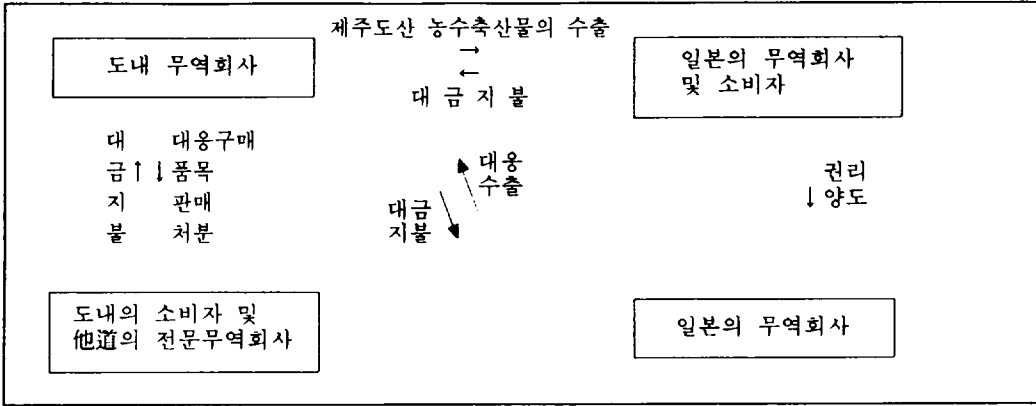 제주도산 농수축산물의 수출
→
←
대 금 지 불
도내 무역회사
일본의 무역회사
및 소비자
대 대응구매
금↑↓품목
지 판매
불 처분
대응
수출
대금
지불
권리
↓양도
도내의 소비자 및
他道의 전문무역회사
일본의 무역회사